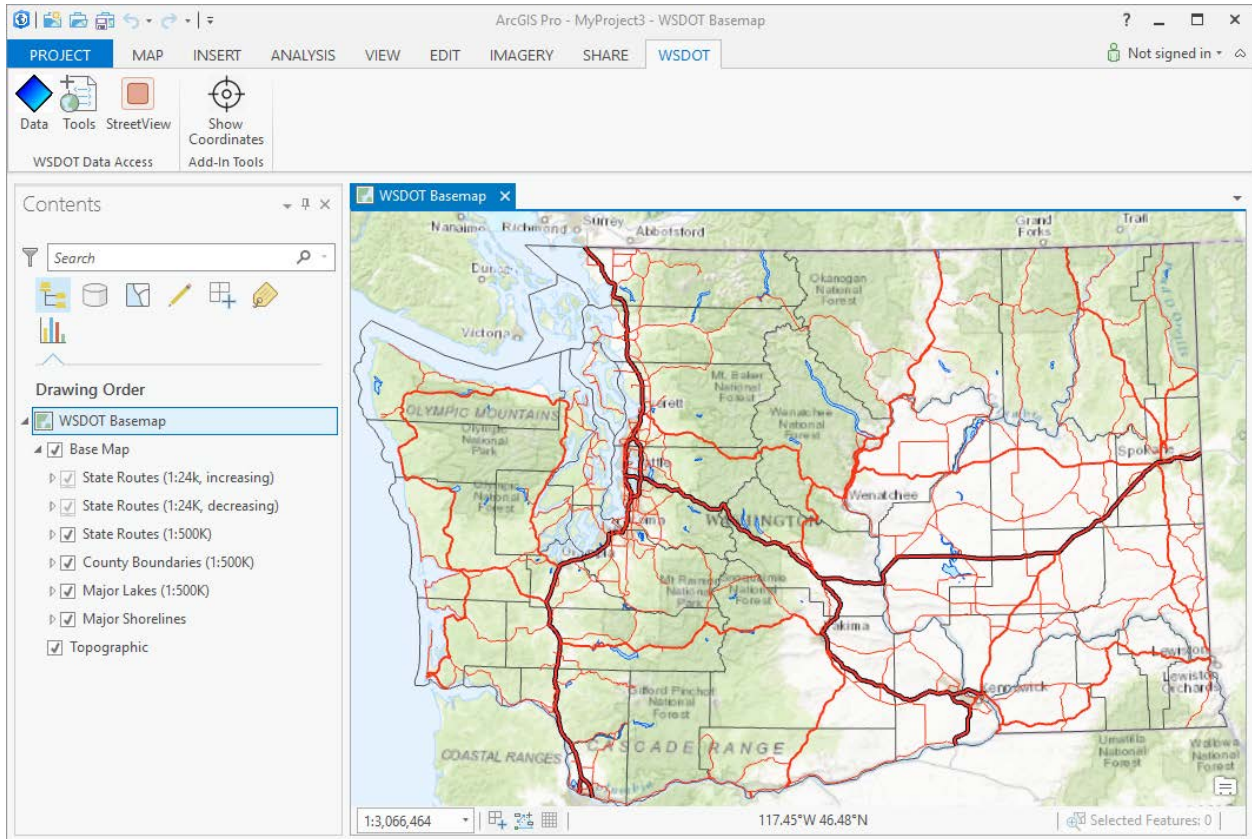 ArcGIS Pro - MyProject3 - WSDOT Basemap
?
PROJECT MAP INSERT ANALYSIS VIEW EDIT IMAGERY SHARE WSDOT
Not signed in
Data Tools StreetView Show
Coordinates
WSDOT Data Access Add-In Tools
Contents
Search
Drawing Order
WSDOT Basemap
Base Map
State Routes (1:24k, increasing)
State Routes (1:24K, decreasing)
State Routes (1:500K)
County Boundaries (1:500K)
Major Lakes (1:500K)
Major Shorelines
Topographic
WSDOT Basemap
Nanaimo Richmond Surrey Abbotsford Grand
Forks Trail
Okanogan
National
Forest
Victoria
Mt. Baker
National
Forest
OLYMPIC MOUNTAINS
Olympic
National
Park
Wenatchee
National
Forest
Spokane
Wenatchee
WASHINGTON
Yakima
Kennewick
Lewiston
Lewiston
Orchards
Gifford Pinchot
National
Forest
CASCADE RANGE
COASTAL RANGES
Umatilla
National
Forest
Wallowa
National
Forest
1:3,066,464
117.45°W 46.48°N
Selected Features: 0